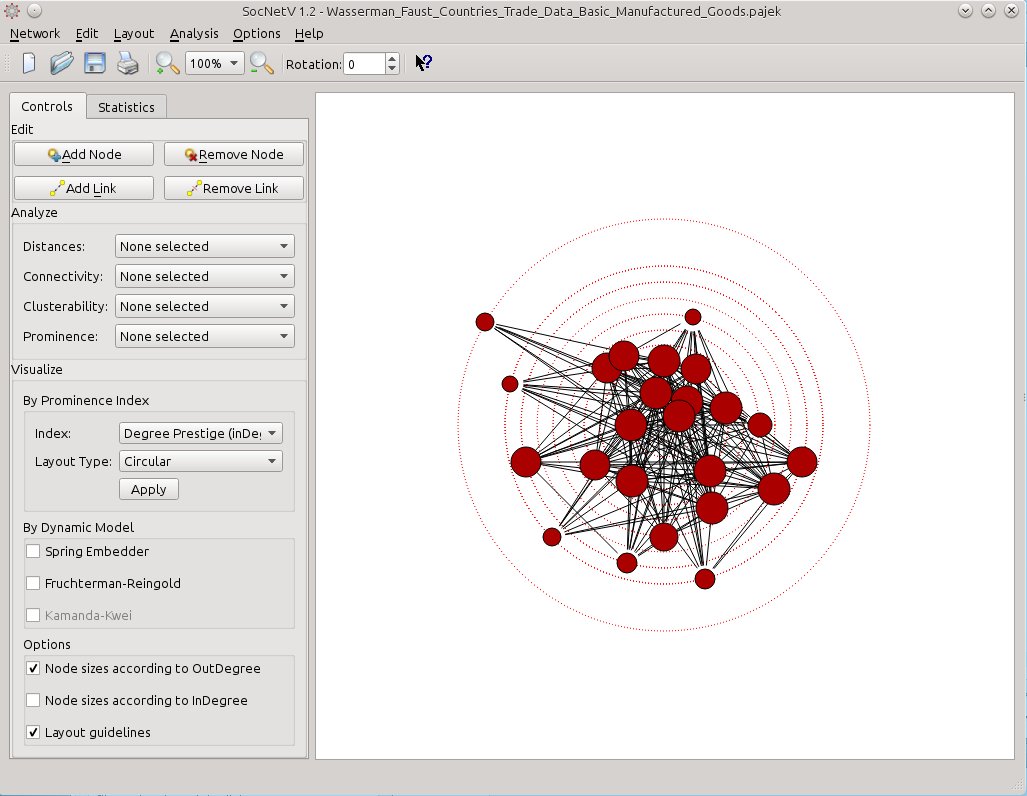 SocNetV 1.2 - Wasserman_Faust_Countries_Trade_Data_Basic_Manufactured_Goods.pajek
Network Edit Layout Analysis Options Help
100% Rotation: 0
Controls Statistics
Edit
Add Node Remove Node
Add Link Remove Link
Analyze
Distances: None selected
Connectivity: None selected
Clusterability: None selected
Prominence: None selected
Visualize
By Prominence Index
Index: Degree Prestige (inDe
Layout Type: Circular
Apply
By Dynamic Model
Spring Embedder
Fruchterman-Reingold
Kamanda-Kwei
Options
Node sizes according to OutDegree
Node sizes according to InDegree
Layout guidelines